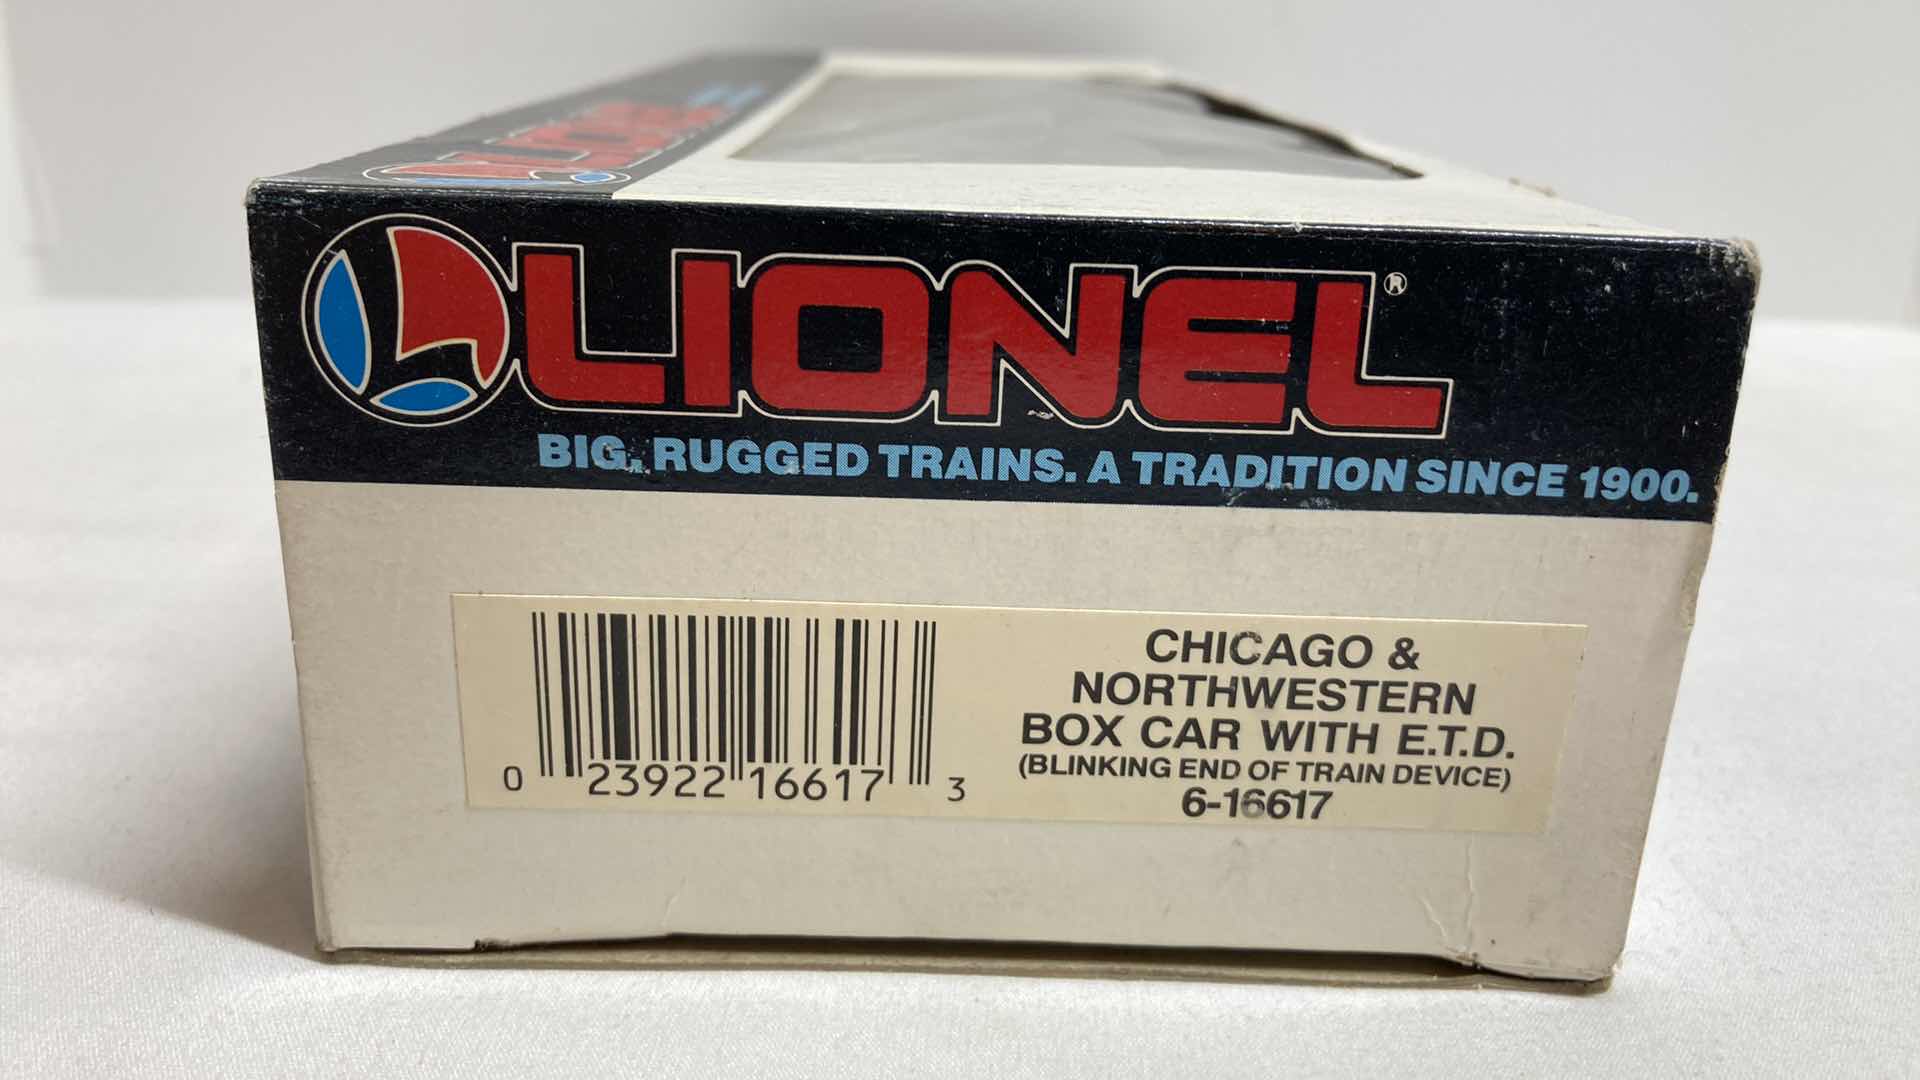 LIONEL®
BIG, RUGGED TRAINS. A TRADITION SINCE 1900.
CHICAGO &
NORTHWESTERN
BOX CAR WITH E.T.D.
(BLINKING END OF TRAIN DEVICE)
6-16617
0 23922 16617 3